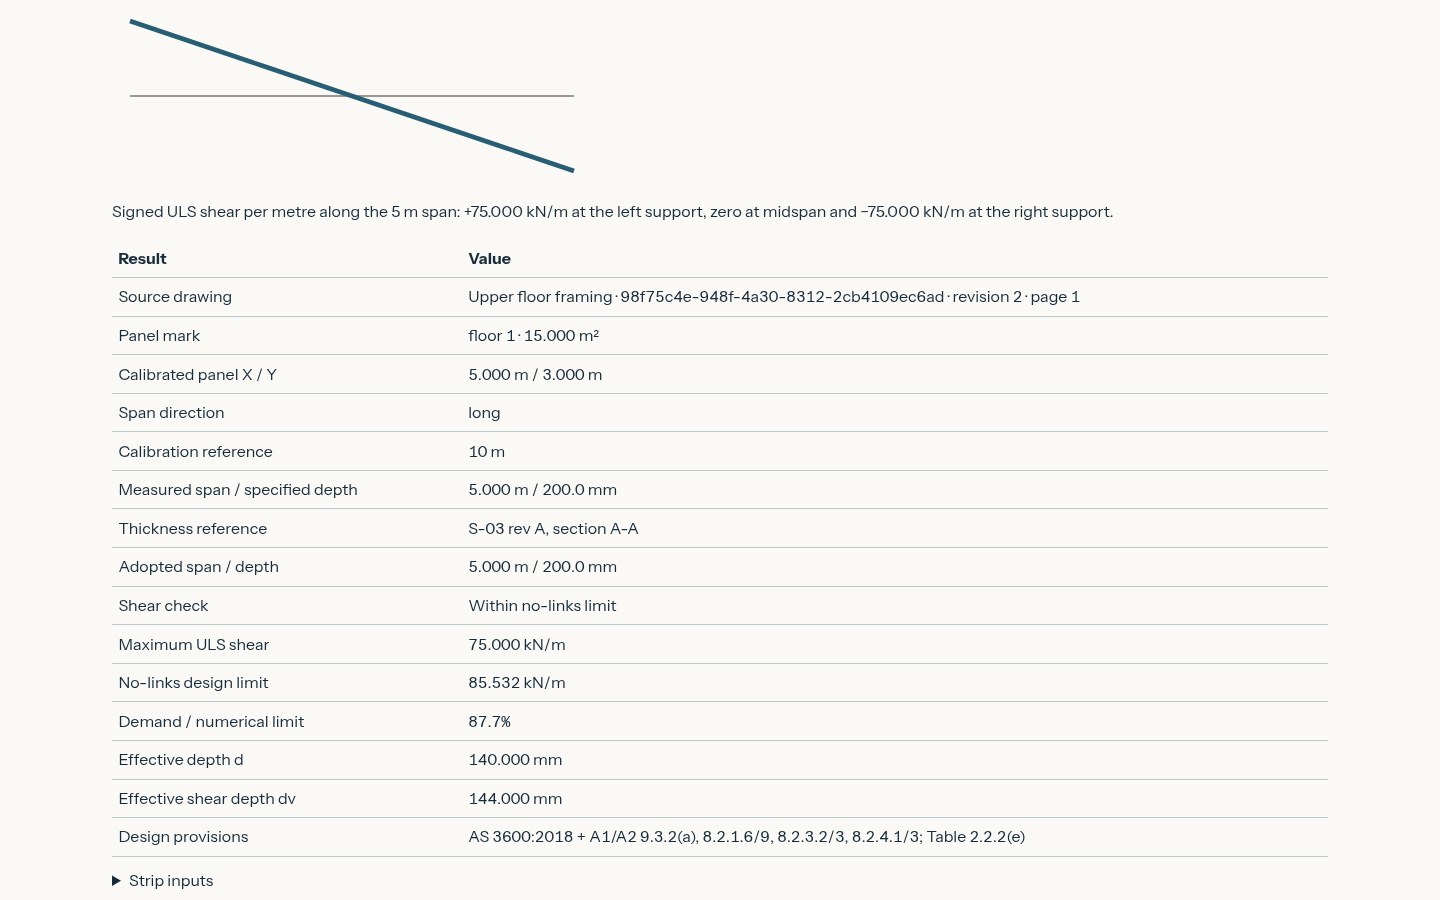 Signed ULS shear per metre along the 5 m span: +75.000 kN/m at the left support, zero at midspan and −75.000 kN/m at the right support.
Result Value
Source drawing Upper floor framing · 98f75c4e-948f-4a30-8312-2cb4109ec6ad · revision 2 · page 1
Panel mark floor 1 · 15.000 m²
Calibrated panel X / Y 5.000 m / 3.000 m
Span direction long
Calibration reference 10 m
Measured span / specified depth 5.000 m / 200.0 mm
Thickness reference S-03 rev A, section A-A
Adopted span / depth 5.000 m / 200.0 mm
Shear check Within no-links limit
Maximum ULS shear 75.000 kN/m
No-links design limit 85.532 kN/m
Demand / numerical limit 87.7%
Effective depth d 140.000 mm
Effective shear depth dv 144.000 mm
Design provisions AS 3600:2018 + A1/A2 9.3.2(a), 8.2.1.6/9, 8.2.3.2/3, 8.2.4.1/3; Table 2.2.2(e)
Strip inputs